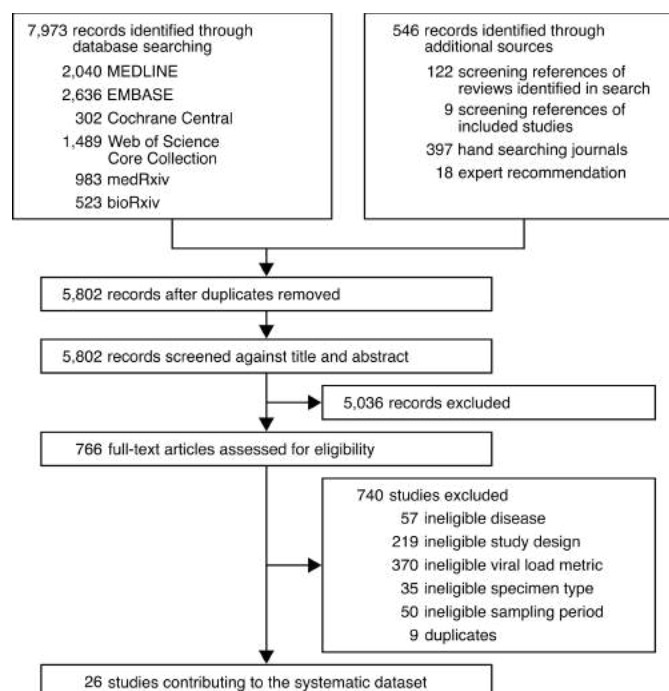 7,973 records identified through
database searching
2,040 MEDLINE
2,636 EMBASE
302 Cochrane Central
1,489 Web of Science
Core Collection
983 medRxiv
523 bioRxiv
546 records identified through
additional sources
122 screening references of
reviews identified in search
9 screening references of
included studies
397 hand searching journals
18 expert recommendation
5,802 records after duplicates removed
5,802 records screened against title and abstract
5,036 records excluded
766 full-text articles assessed for eligibility
740 studies excluded
57 ineligible disease
219 ineligible study design
370 ineligible viral load metric
35 ineligible specimen type
50 ineligible sampling period
9 duplicates
26 studies contributing to the systematic dataset